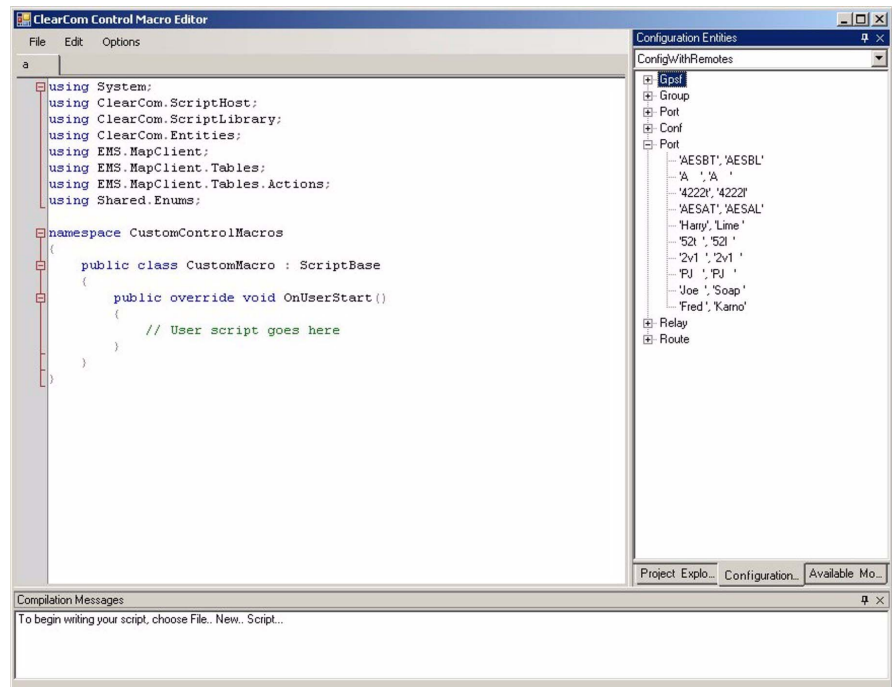 ClearCom Control Macro Editor
File Edit Options
a
using System;
using ClearCom.ScriptHost;
using ClearCom.ScriptLibrary;
using ClearCom.Entities;
using EMS.MapClient;
using EMS.MapClient.Tables;
using EMS.MapClient.Tables.Actions;
using Shared.Enums;
namespace CustomControlMacros
{
public class CustomMacro : ScriptBase
{
public override void OnUserStart()
{
// User script goes here
}
}
}
Configuration Entities
ConfigWithRemotes
Gpsf
Group
Port
Conf
Port
'AESBT', 'AESBL'
'A ', 'A '
'4222t', '4222l'
'AESAT', 'AESAL'
'Harry', 'Lime '
'52t ', '52l '
'2v1 ', '2v1 '
'PJ ', 'PJ '
'Joe ', 'Soap '
'Fred ', 'Karno'
Relay
Route
Project Explo... Configuration... Available Mo...
Compilation Messages
To begin writing your script, choose File.. New.. Script...